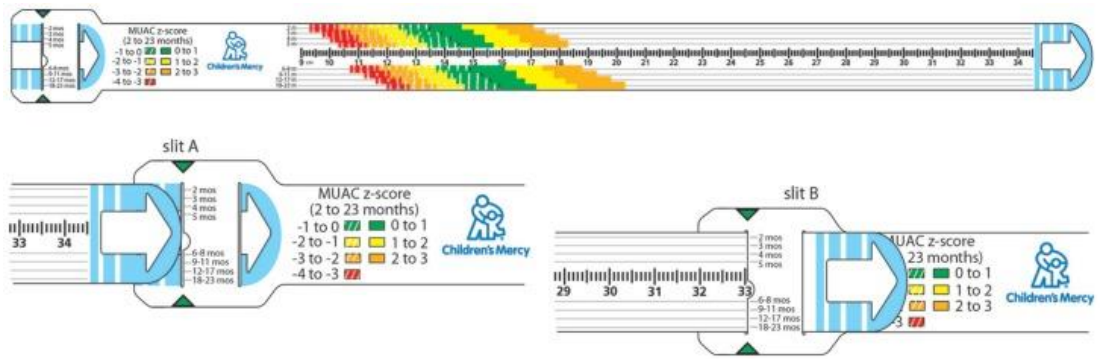 2 mos
3 mos
4 mos
5 mos
6-8 mos
9-11 mos
12-17 mos
18-23 mos
MUAC z-score
(2 to 23 months)
-1 to 0 0 to 1
-2 to -1 1 to 2
-3 to -2 2 to 3
-4 to -3
Children's Mercy
9 cm 10 11 12 13 14 15 16 17 18 19 20 21 22 23 24 25 26 27 28 29 30 31 32 33 34
slit A
33 34
2 mos
3 mos
4 mos
5 mos
6-8 mos
9-11 mos
12-17 mos
18-23 mos
MUAC z-score
(2 to 23 months)
-1 to 0 0 to 1
-2 to -1 1 to 2
-3 to -2 2 to 3
-4 to -3
Children's Mercy
slit B
29 30 31 32 33
2 mos
3 mos
4 mos
5 mos
6-8 mos
9-11 mos
12-17 mos
18-23 mos
UAC z-score
23 months)
0 to 1
1 to 2
2 to 3
-3
Children's Mercy